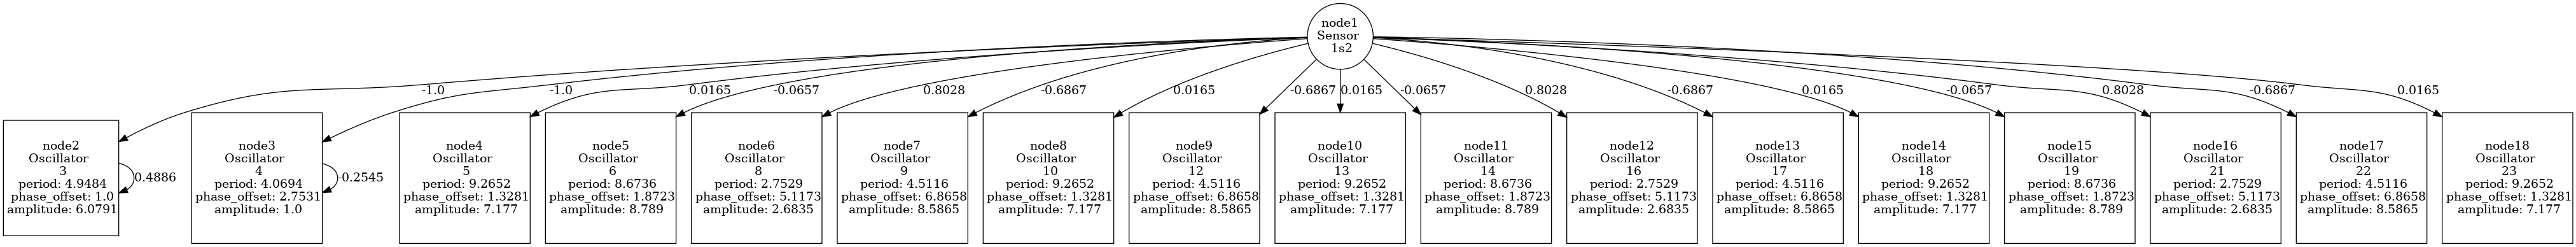 node1
Sensor
1s2
-1.0
-1.0
0.0165
-0.0657
0.8028
-0.6867
0.0165
-0.6867
0.0165
-0.0657
0.8028
-0.6867
0.0165
-0.0657
0.8028
-0.6867
0.0165
node2
Oscillator
3
period: 4.9484
phase_offset: 1.0
amplitude: 6.0791
0.4886
node3
Oscillator
4
period: 4.0694
phase_offset: 2.7531
amplitude: 1.0
-0.2545
node4
Oscillator
5
period: 9.2652
phase_offset: 1.3281
amplitude: 7.177
node5
Oscillator
6
period: 8.6736
phase_offset: 1.8723
amplitude: 8.789
node6
Oscillator
8
period: 2.7529
phase_offset: 5.1173
amplitude: 2.6835
node7
Oscillator
9
period: 4.5116
phase_offset: 6.8658
amplitude: 8.5865
node8
Oscillator
10
period: 9.2652
phase_offset: 1.3281
amplitude: 7.177
node9
Oscillator
12
period: 4.5116
phase_offset: 6.8658
amplitude: 8.5865
node10
Oscillator
13
period: 9.2652
phase_offset: 1.3281
amplitude: 7.177
node11
Oscillator
14
period: 8.6736
phase_offset: 1.8723
amplitude: 8.789
node12
Oscillator
16
period: 2.7529
phase_offset: 5.1173
amplitude: 2.6835
node13
Oscillator
17
period: 4.5116
phase_offset: 6.8658
amplitude: 8.5865
node14
Oscillator
18
period: 9.2652
phase_offset: 1.3281
amplitude: 7.177
node15
Oscillator
19
period: 8.6736
phase_offset: 1.8723
amplitude: 8.789
node16
Oscillator
21
period: 2.7529
phase_offset: 5.1173
amplitude: 2.6835
node17
Oscillator
22
period: 4.5116
phase_offset: 6.8658
amplitude: 8.5865
node18
Oscillator
23
period: 9.2652
phase_offset: 1.3281
amplitude: 7.177